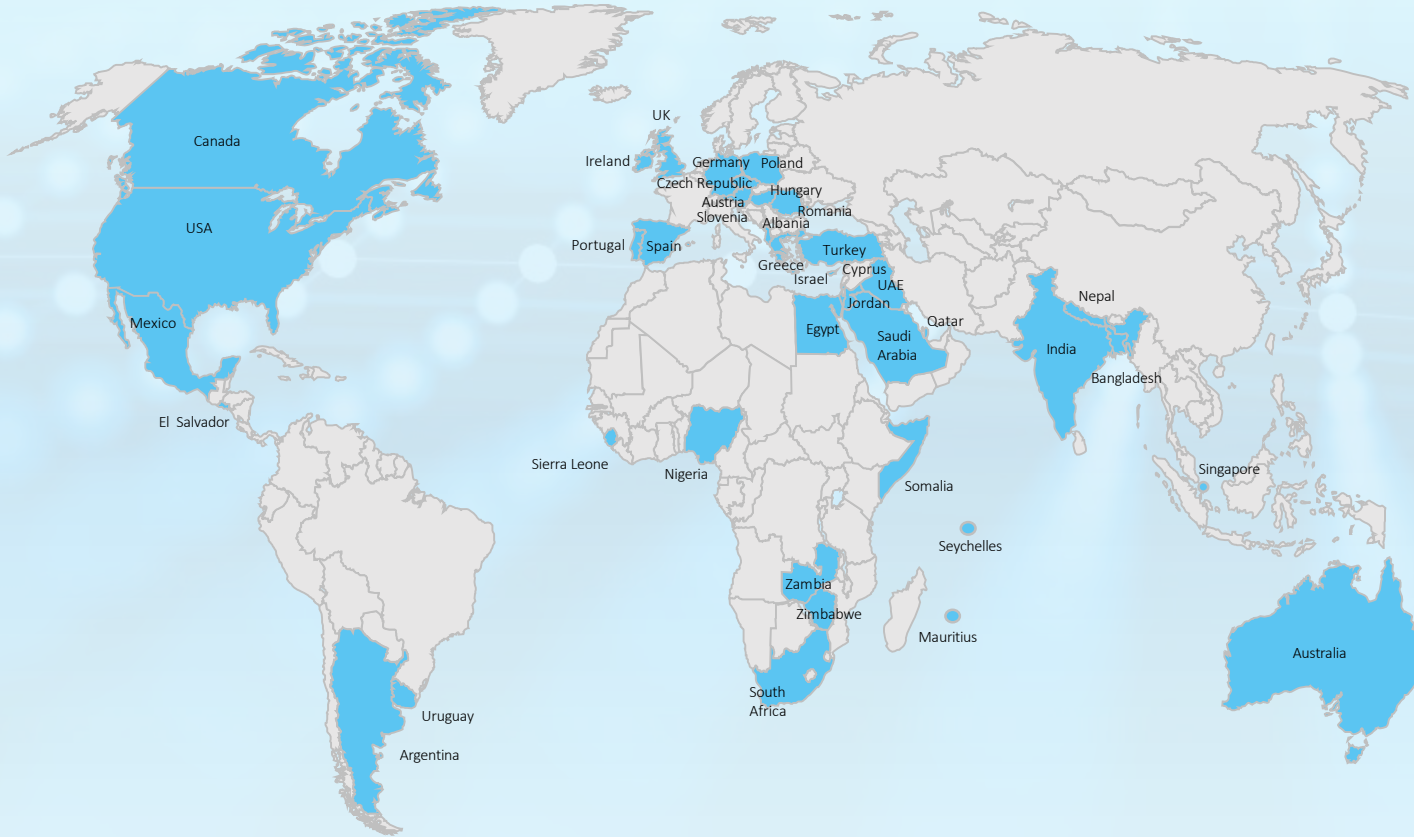 Canada
USA
Mexico
El Salvador
UK
Ireland
Germany
Poland
Czech Republic
Hungary
Austria
Romania
Slovenia
Albania
Portugal
Spain
Turkey
Greece
Cyprus
Israel
UAE
Jordan
Egypt
Saudi
Arabia
Qatar
Nepal
India
Bangladesh
Sierra Leone
Nigeria
Somalia
Singapore
Seychelles
Zambia
Zimbabwe
Mauritius
Australia
South
Africa
Uruguay
Argentina